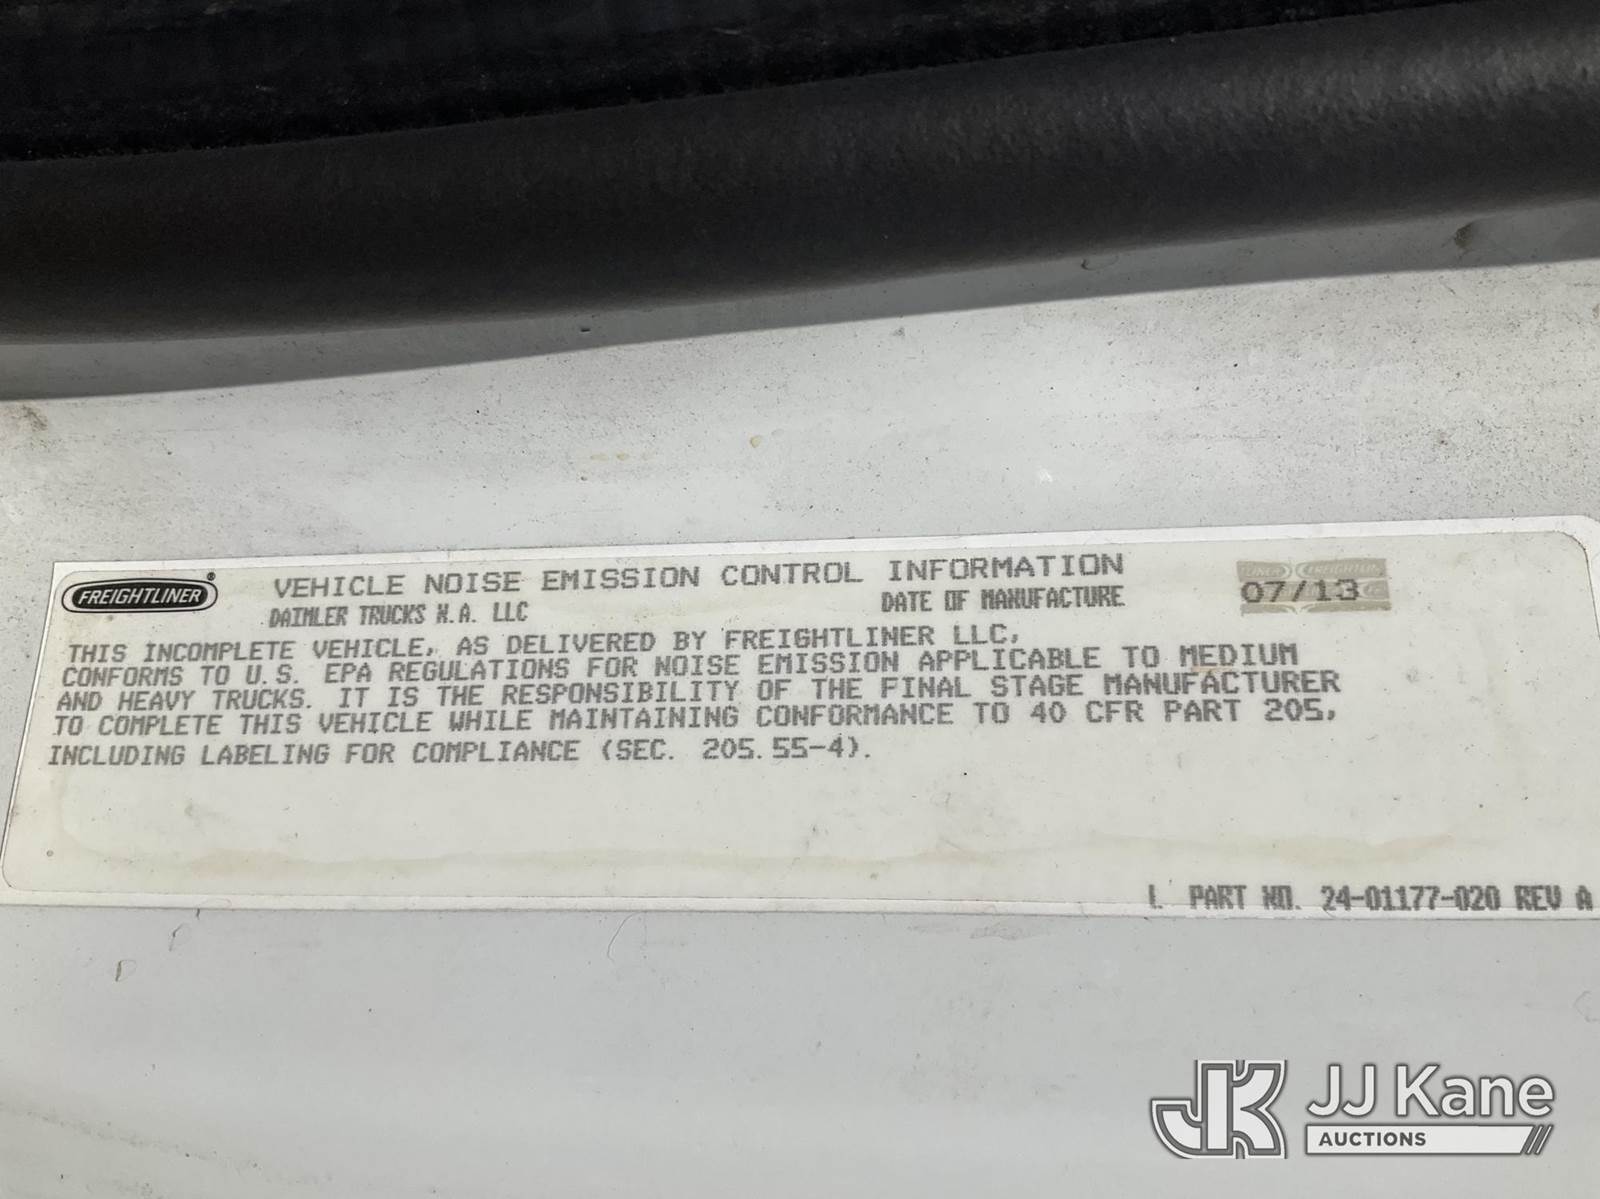 FREIGHTLINER®
VEHICLE NOISE EMISSION CONTROL INFORMATION
DAIMLER TRUCKS N.A. LLC DATE OF MANUFACTURE 07/13
THIS INCOMPLETE VEHICLE, AS DELIVERED BY FREIGHTLINER LLC,
CONFORMS TO U.S. EPA REGULATIONS FOR NOISE EMISSION APPLICABLE TO MEDIUM
AND HEAVY TRUCKS. IT IS THE RESPONSIBILITY OF THE FINAL STAGE MANUFACTURER
TO COMPLETE THIS VEHICLE WHILE MAINTAINING CONFORMANCE TO 40 CFR PART 205,
INCLUDING LABELING FOR COMPLIANCE (SEC. 205.55-4).
PART NO. 24-01177-020 REV A
JK JJ Kane
AUCTIONS